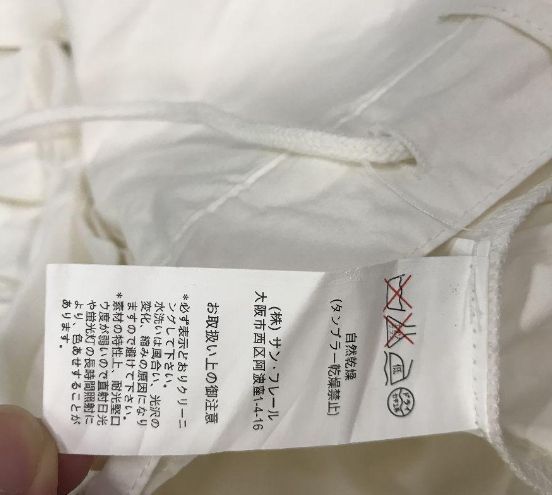 自然乾燥
(タンブラー乾燥禁止)
(株)サン・フレール
大阪市西区阿波座1-4-16
お取扱い上の御注意
*必ず表示どおりクリーニ
ングして下さい。
水洗いは風合い、光沢の
変化、縮みの原因になり
ますので避けて下さい。
*素材の特性上、耐光堅ロ
ウ度が弱いので直射日光
や蛍光灯の長時間照射に
より、色あせすることが
あります。